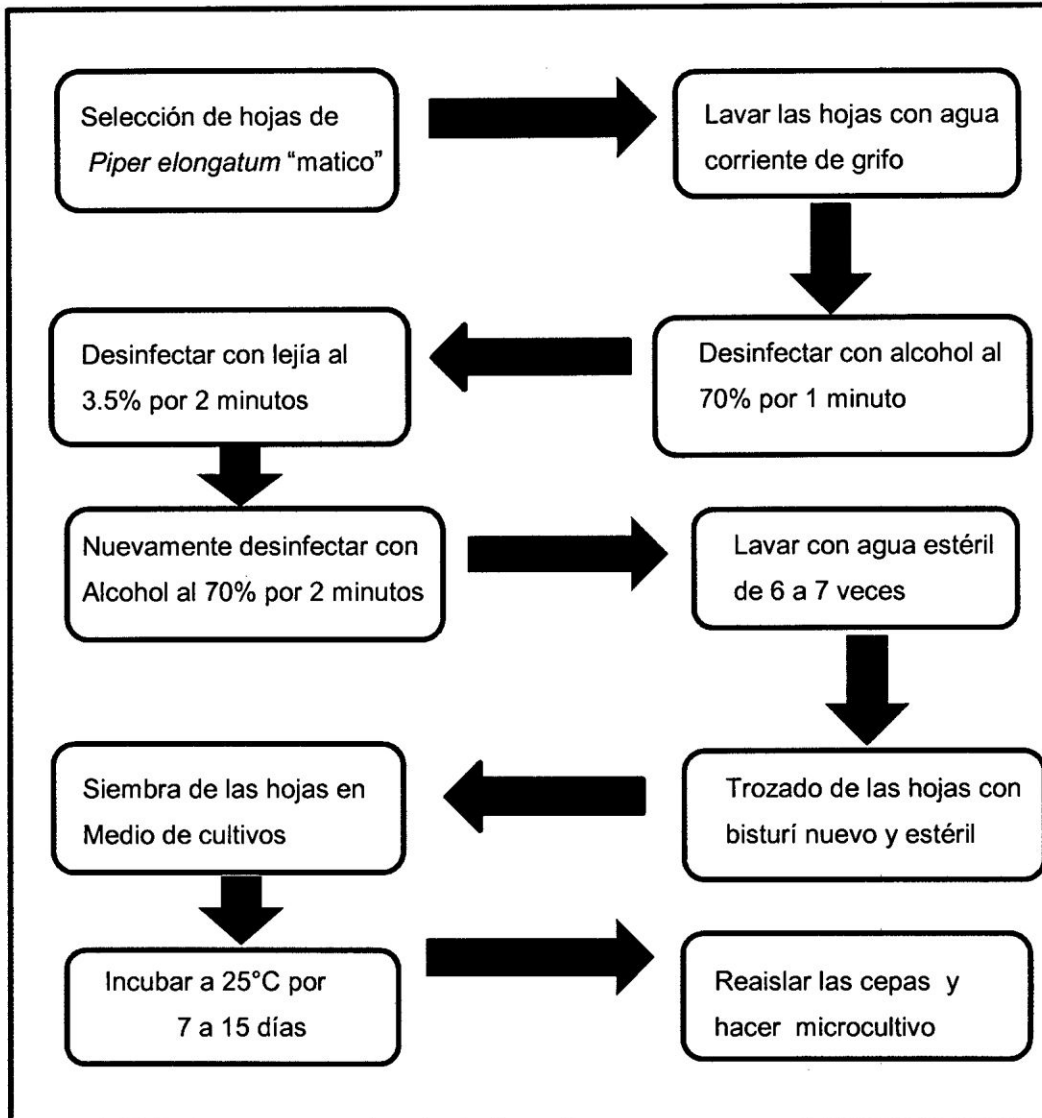 Selección de hojas de
Piper elongatum “matico”
Lavar las hojas con agua
corriente de grifo
Desinfectar con alcohol al
70% por 1 minuto
Desinfectar con lejía al
3.5% por 2 minutos
Nuevamente desinfectar con
Alcohol al 70% por 2 minutos
Lavar con agua estéril
de 6 a 7 veces
Trozado de las hojas con
bisturí nuevo y estéril
Siembra de las hojas en
Medio de cultivos
Incubar a 25°C por
7 a 15 días
Reaislar las cepas y
hacer microcultivo